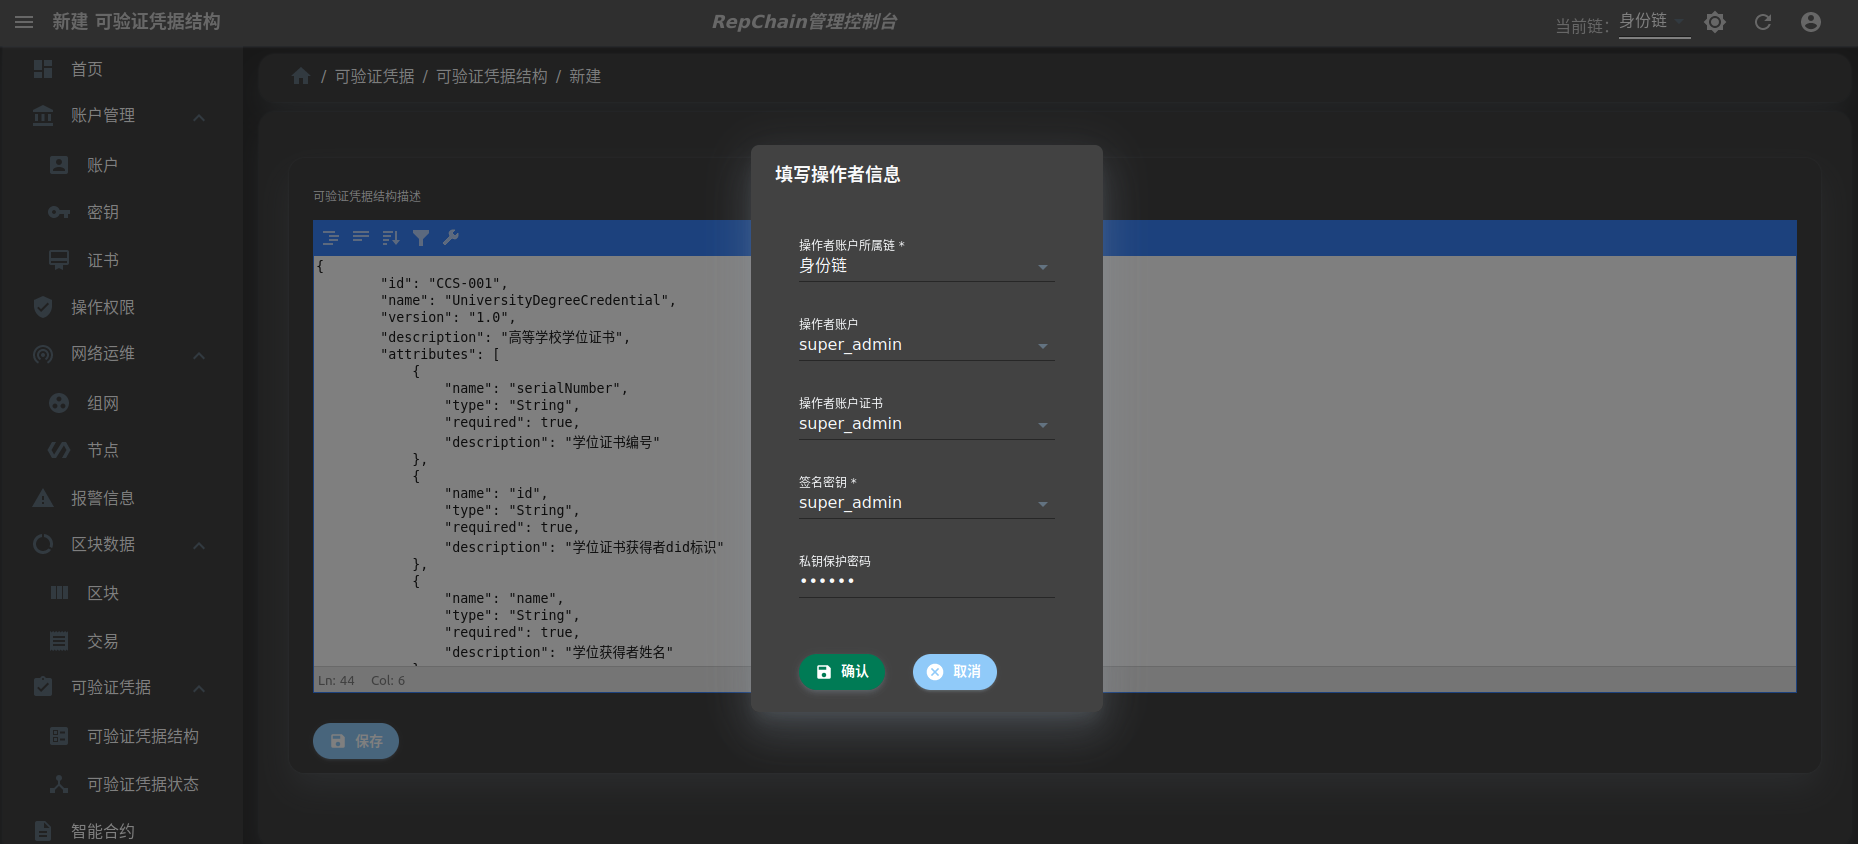 新建 可验证凭据结构
RepChain管理控制台
当前链:
身份链
首页
账户管理
账户
密钥
证书
操作权限
网络运维
组网
节点
报警信息
区块数据
区块
交易
可验证凭据
可验证凭据结构
可验证凭据状态
智能合约
/ 可验证凭据 / 可验证凭据结构 / 新建
可验证凭据结构描述
{
"id": "CCS-001",
"name": "UniversityDegreeCredential",
"version": "1.0",
"description": "高等学校学位证书",
"attributes": [
{
"name": "serialNumber",
"type": "String",
"required": true,
"description": "学位证书编号"
},
{
"name": "id",
"type": "String",
"required": true,
"description": "学位证书获得者did标识"
},
{
"name": "name",
"type": "String",
"required": true,
"description": "学位获得者姓名"
Ln: 44 Col: 6
保存
填写操作者信息
操作者账户所属链 *
身份链
操作者账户
super_admin
操作者账户证书
super_admin
签名密钥 *
super_admin
私钥保护密码
••••••
确认
取消